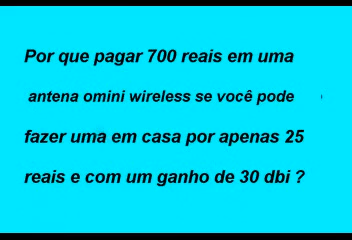 Por que pagar 700 reais em uma
antena omini wireless se você pode
fazer uma em casa por apenas 25
reais e com um ganho de 30 dbi ?